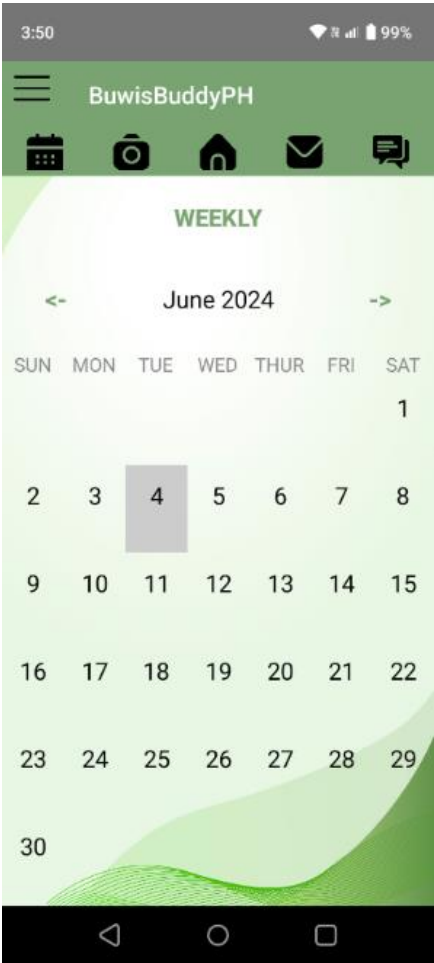 3:50 99%
BuwisBuddyPH
WEEKLY
<- June 2024 ->
SUN MON TUE WED THUR FRI SAT
1
2 3 4 5 6 7 8
9 10 11 12 13 14 15
16 17 18 19 20 21 22
23 24 25 26 27 28 29
30